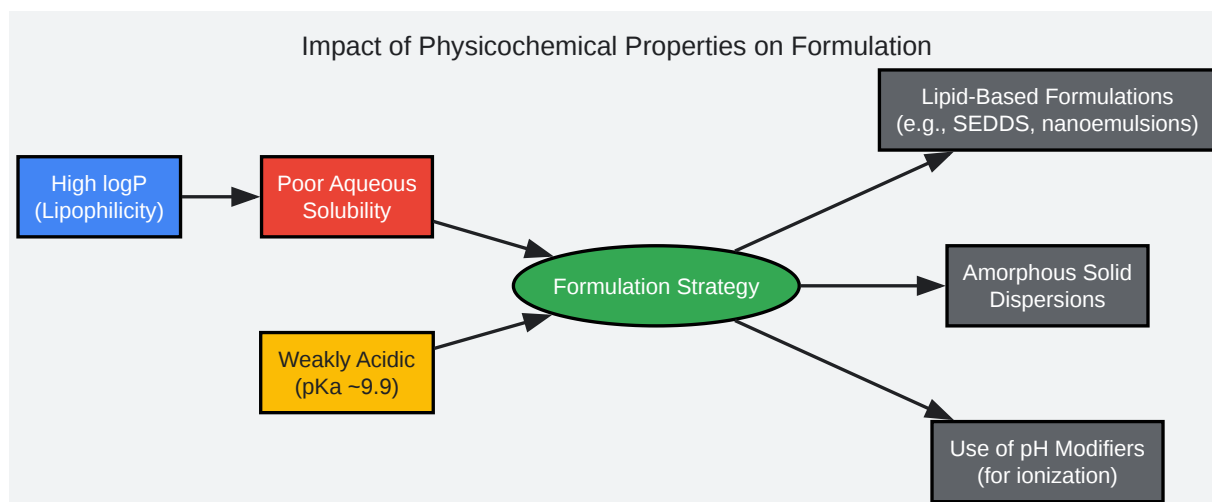 Impact of Physicochemical Properties on Formulation
High logP
(Lipophilicity)
Poor Aqueous
Solubility
Weakly Acidic
(pKa ~9.9)
Formulation Strategy
Lipid-Based Formulations
(e.g., SEDDS, nanoemulsions)
Amorphous Solid
Dispersions
Use of pH Modifiers
(for ionization)